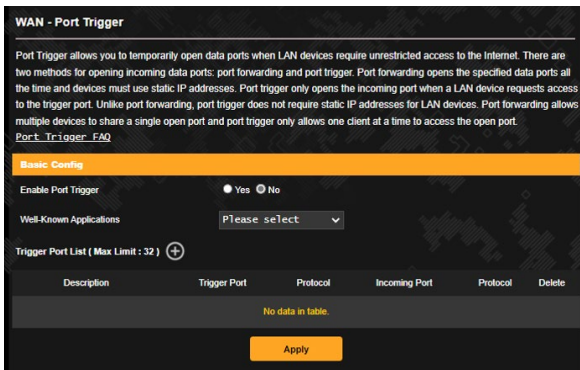 WAN - Port Trigger
Port Trigger allows you to temporarily open data ports when LAN devices require unrestricted access to the Internet. There are
two methods for opening incoming data ports: port forwarding and port trigger. Port forwarding opens the specified data ports all
the time and devices must use static IP addresses. Port trigger only opens the incoming port when a LAN device requests access
to the trigger port. Unlike port forwarding, port trigger does not require static IP addresses for LAN devices. Port forwarding allows
multiple devices to share a single open port and port trigger only allows one client at a time to access the open port.
Port Trigger FAQ
Basic Config
Enable Port Trigger Yes No
Well-Known Applications Please select
Trigger Port List ( Max Limit : 32 )
Description Trigger Port Protocol Incoming Port Protocol Delete
No data in table.
Apply